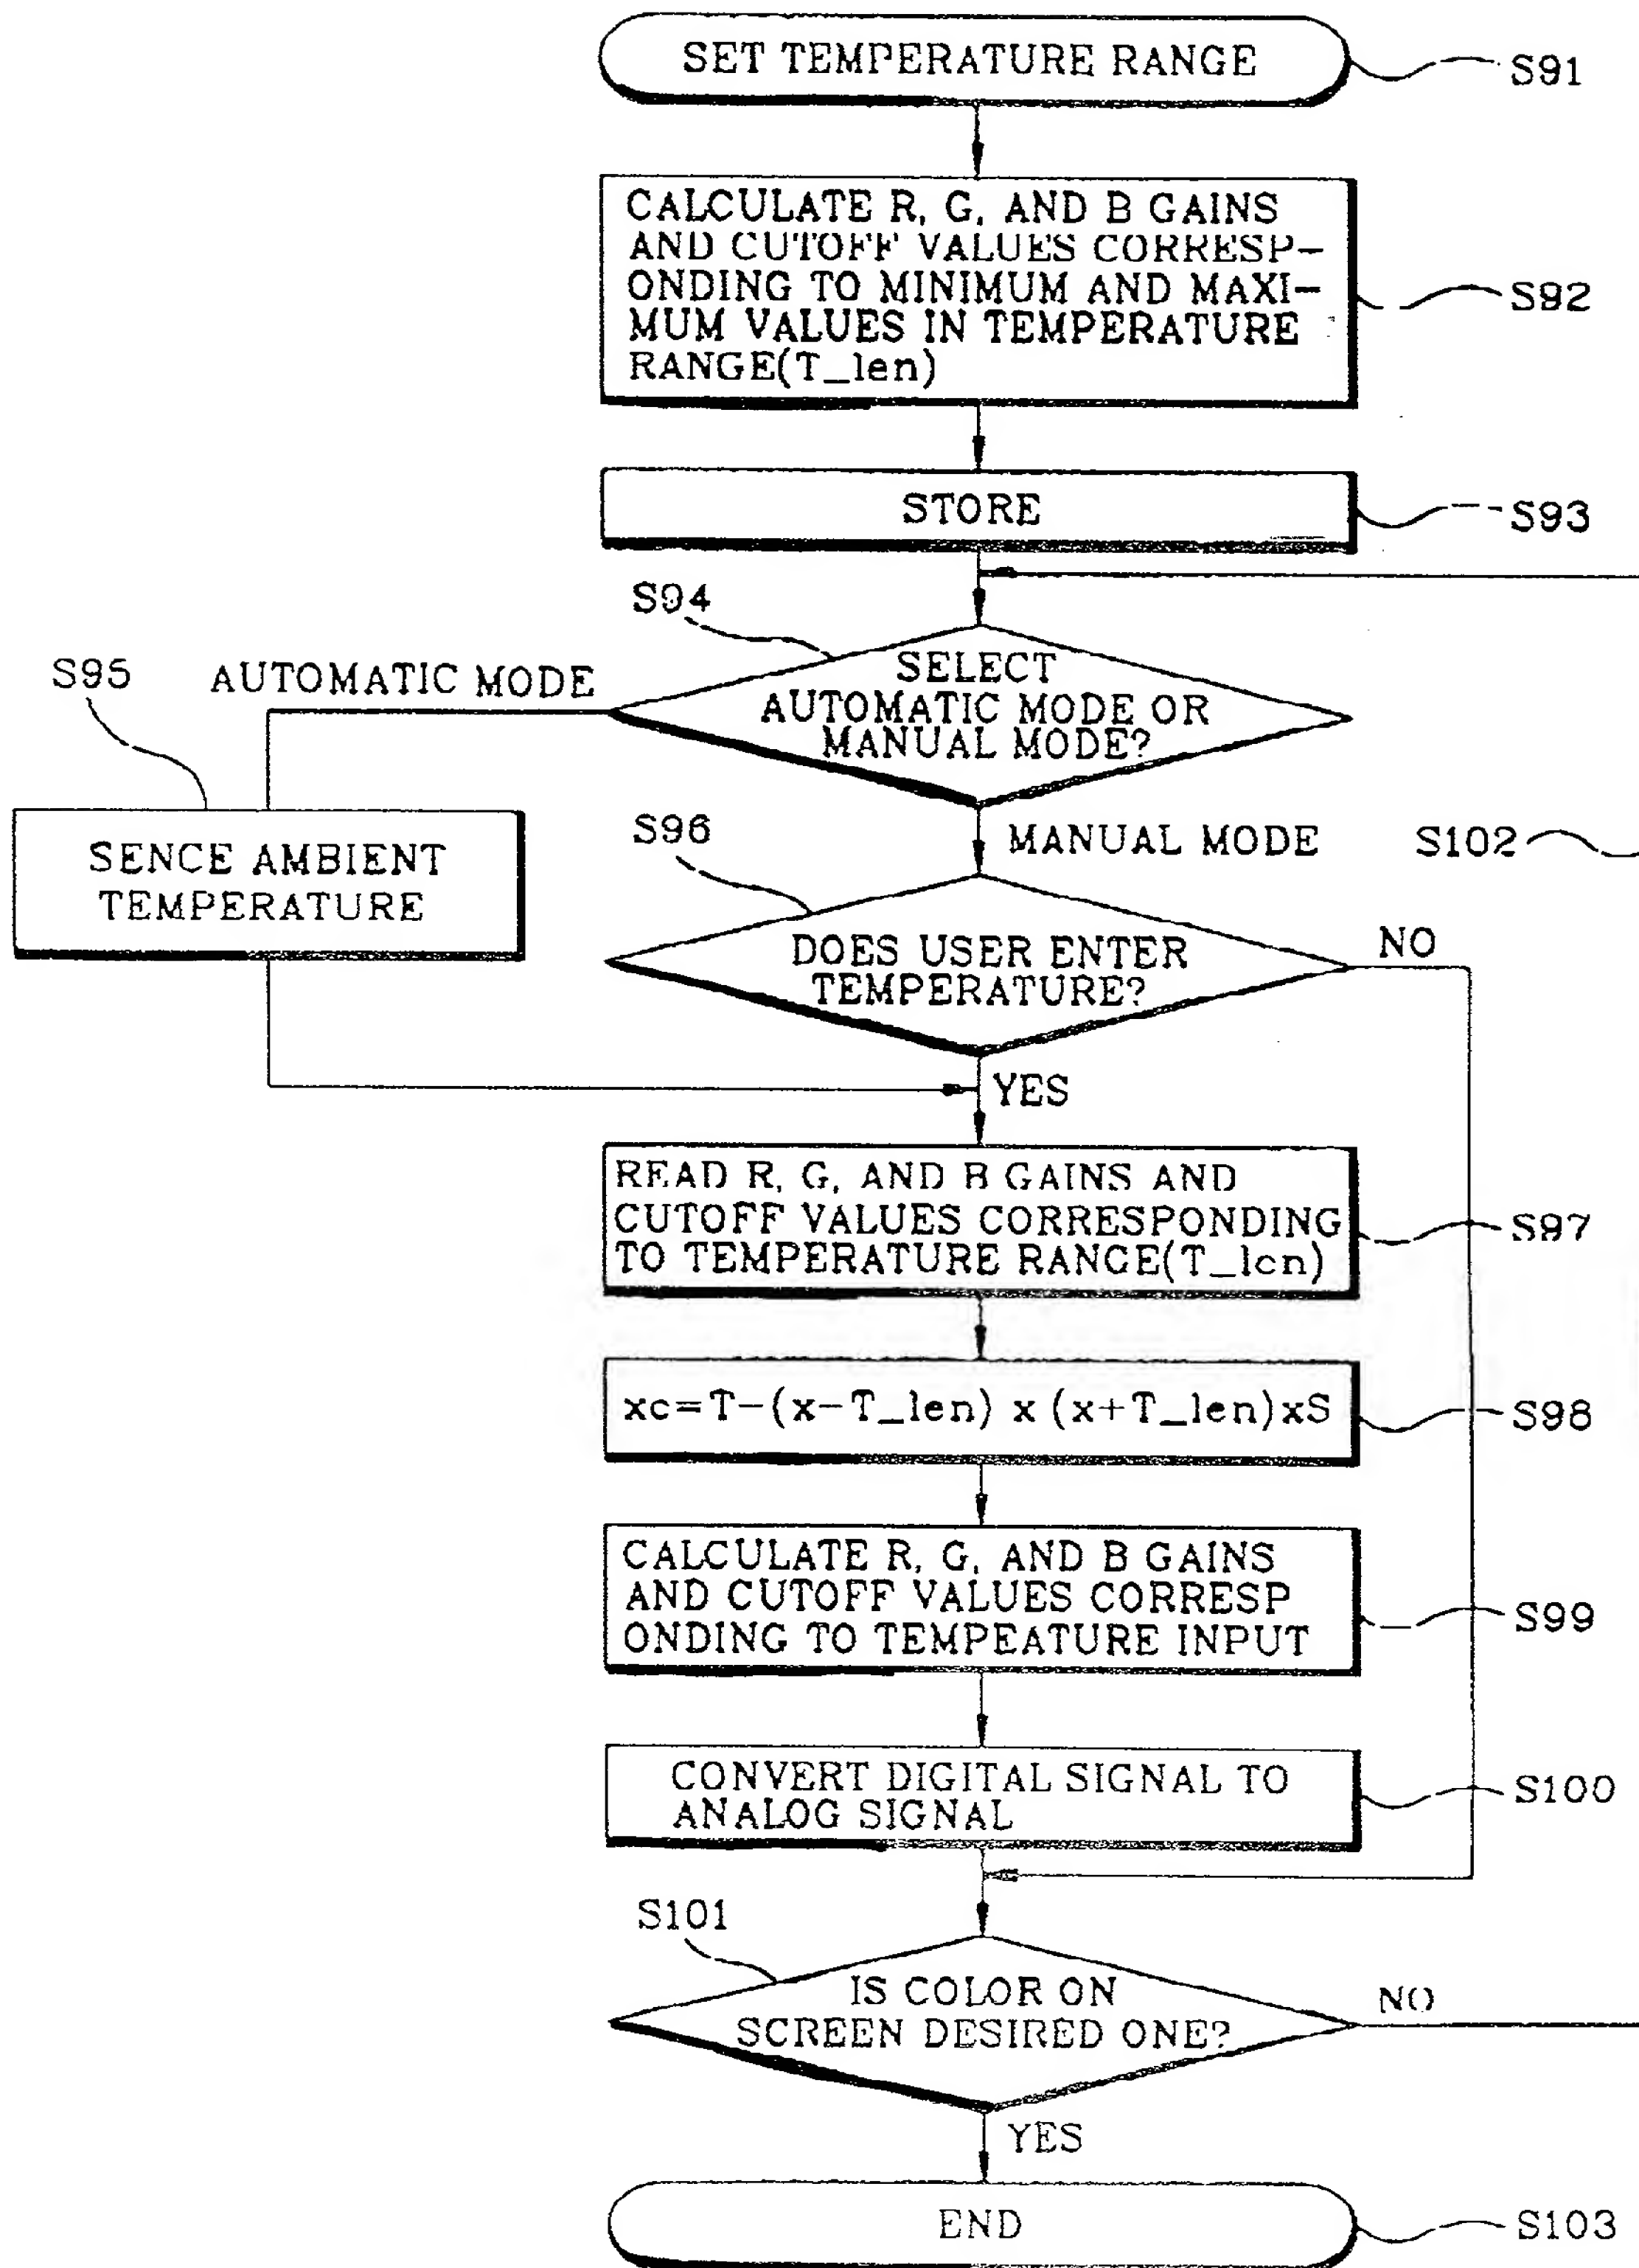 SET TEMPERATURE RANGE
S91
CALCULATE R, G, AND B GAINS
AND CUTOFF VALUES CORRESP-
ONDING TO MINIMUM AND MAXI-
MUM VALUES IN TEMPERATURE
RANGE(T_len)
S92
STORE
S93
S94
SELECT
AUTOMATIC MODE OR
MANUAL MODE?
S95
AUTOMATIC MODE
SENCE AMBIENT
TEMPERATURE
MANUAL MODE
S102
S96
DOES USER ENTER
TEMPERATURE?
NO
YES
READ R, G, AND B GAINS AND
CUTOFF VALUES CORRESPONDING
TO TEMPERATURE RANGE(T_len)
S97
xc=T-(x-T_len) x (x+T_len)xS
S98
CALCULATE R, G, AND B GAINS
AND CUTOFF VALUES CORRESP
ONDING TO TEMPEATURE INPUT
S99
CONVERT DIGITAL SIGNAL TO
ANALOG SIGNAL
S100
S101
IS COLOR ON
SCREEN DESIRED ONE?
NO
YES
END
S103